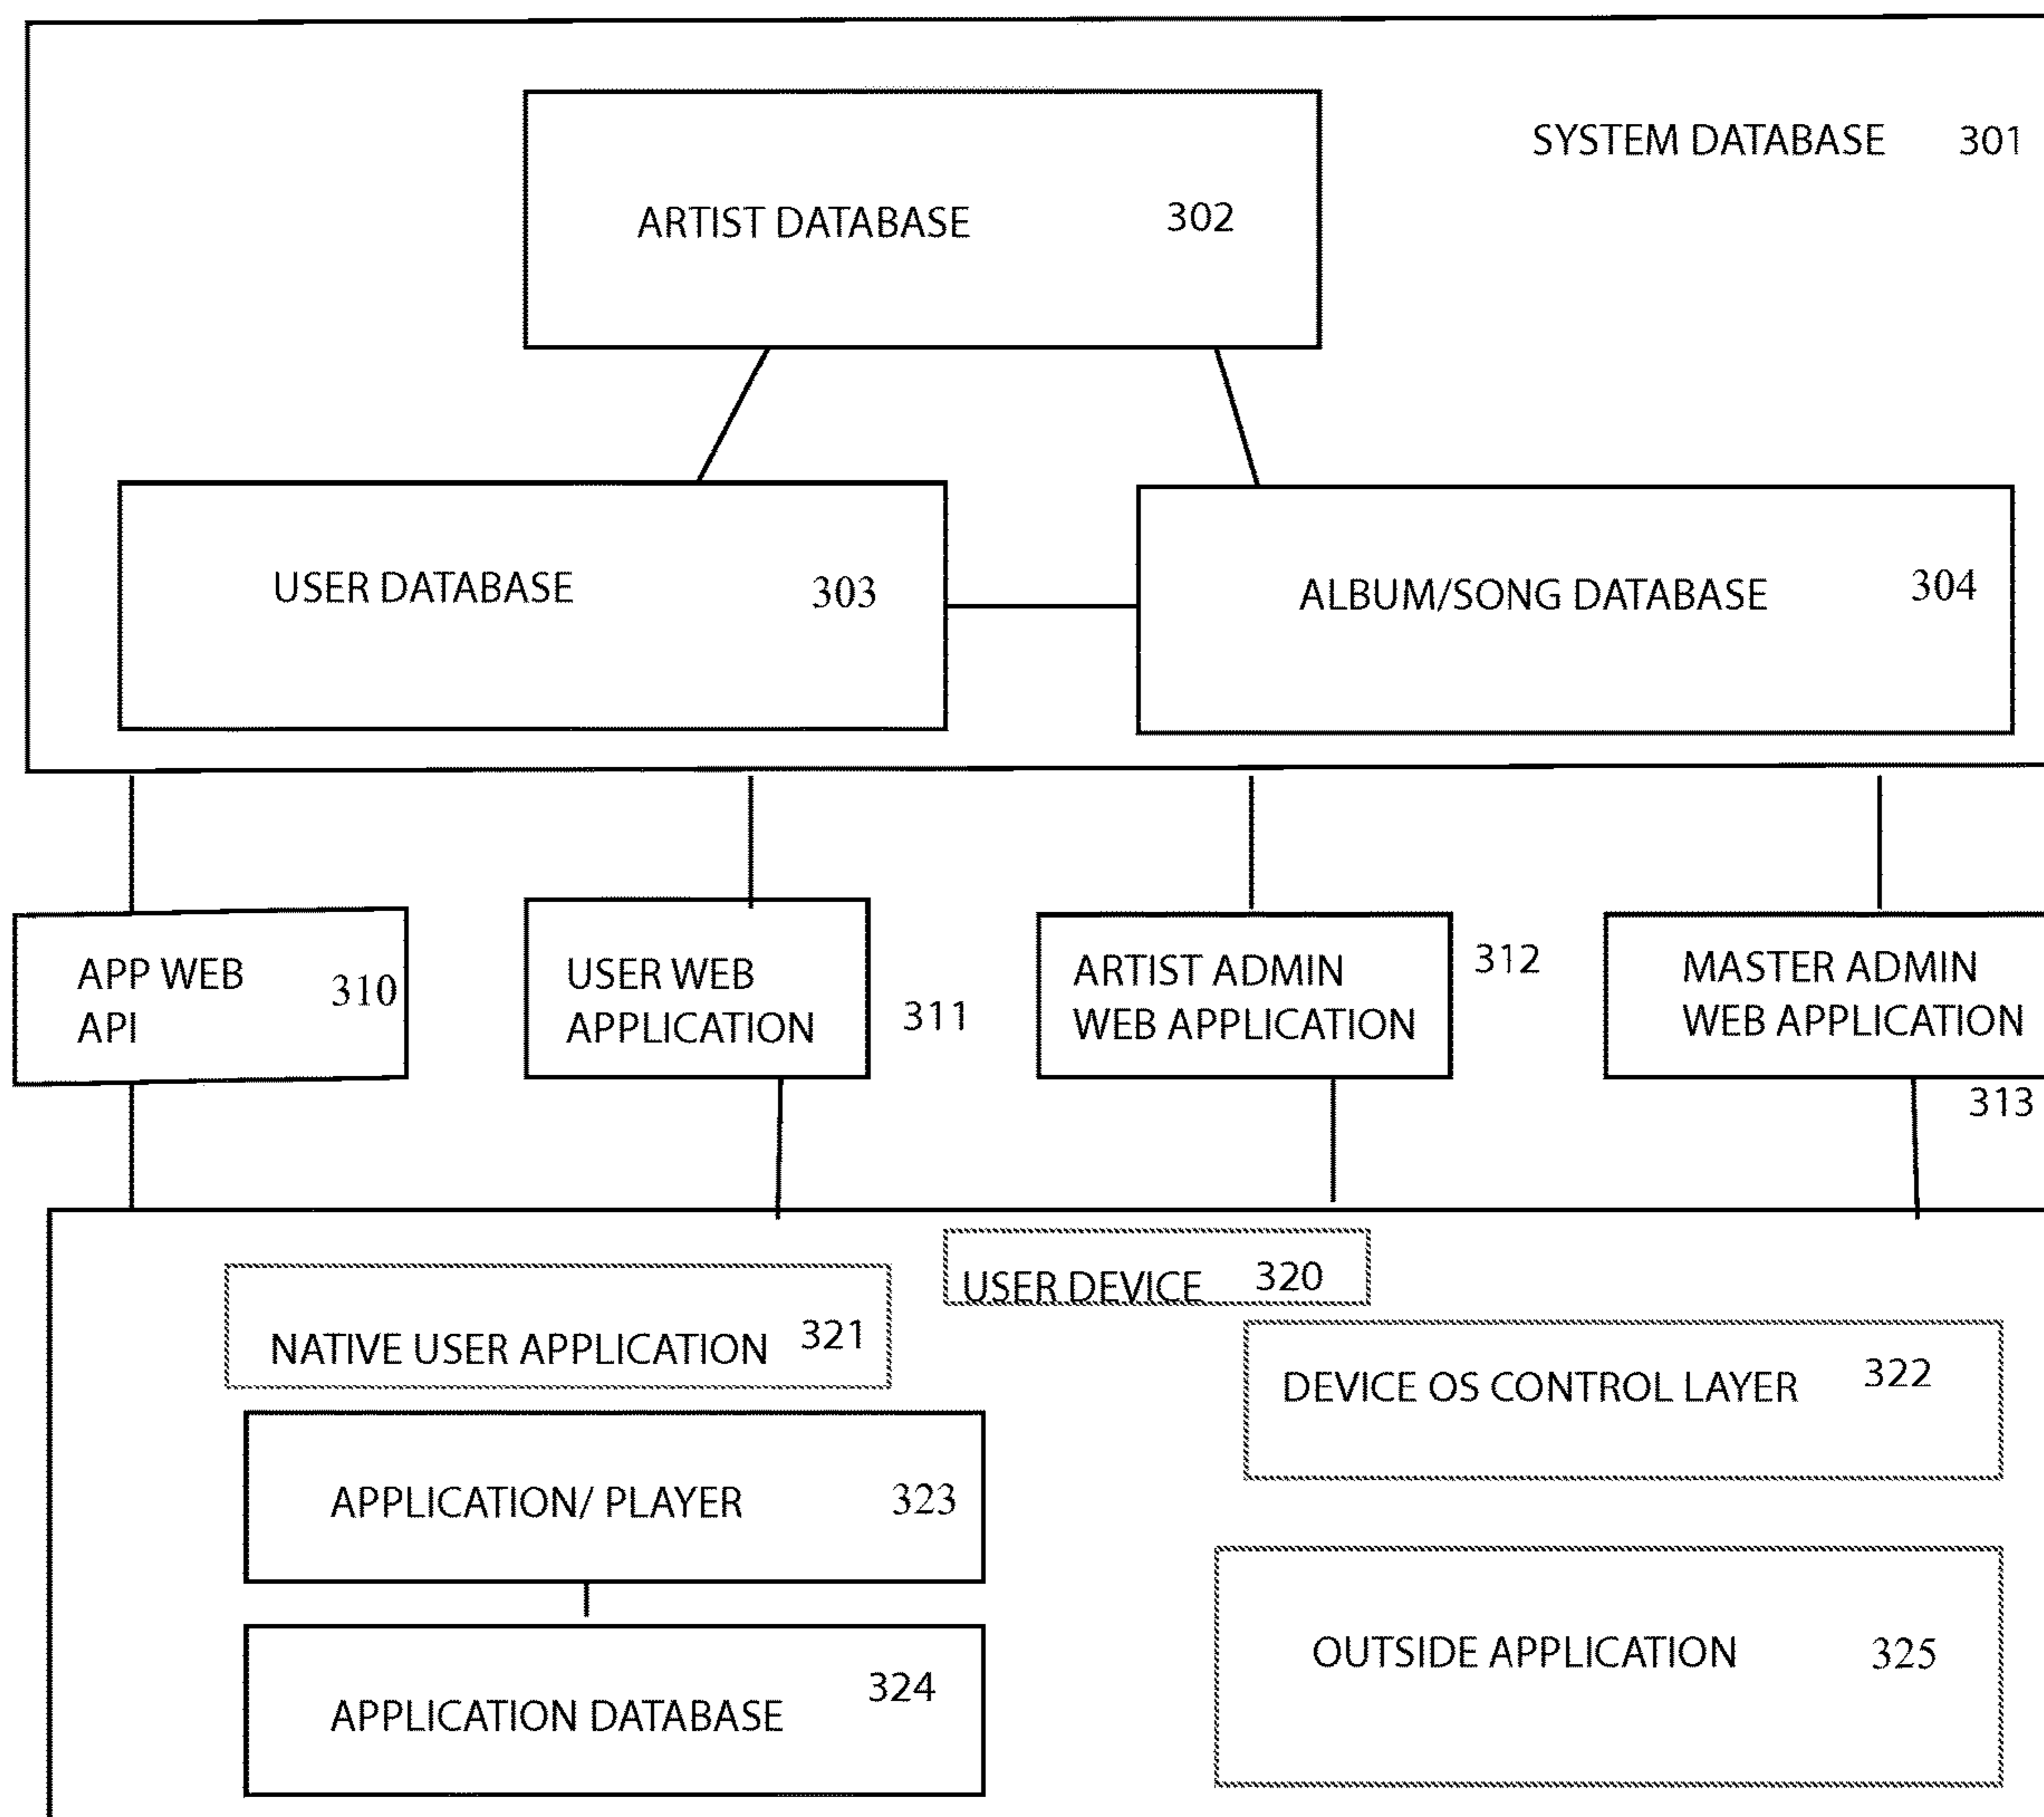 SYSTEM DATABASE 301
ARTIST DATABASE 302
USER DATABASE 303
ALBUM/SONG DATABASE 304
APP WEB
API
310
USER WEB
APPLICATION
311
ARTIST ADMIN
WEB APPLICATION
312
MASTER ADMIN
WEB APPLICATION
313
USER DEVICE 320
NATIVE USER APPLICATION 321
DEVICE OS CONTROL LAYER 322
APPLICATION/ PLAYER 323
OUTSIDE APPLICATION 325
APPLICATION DATABASE 324